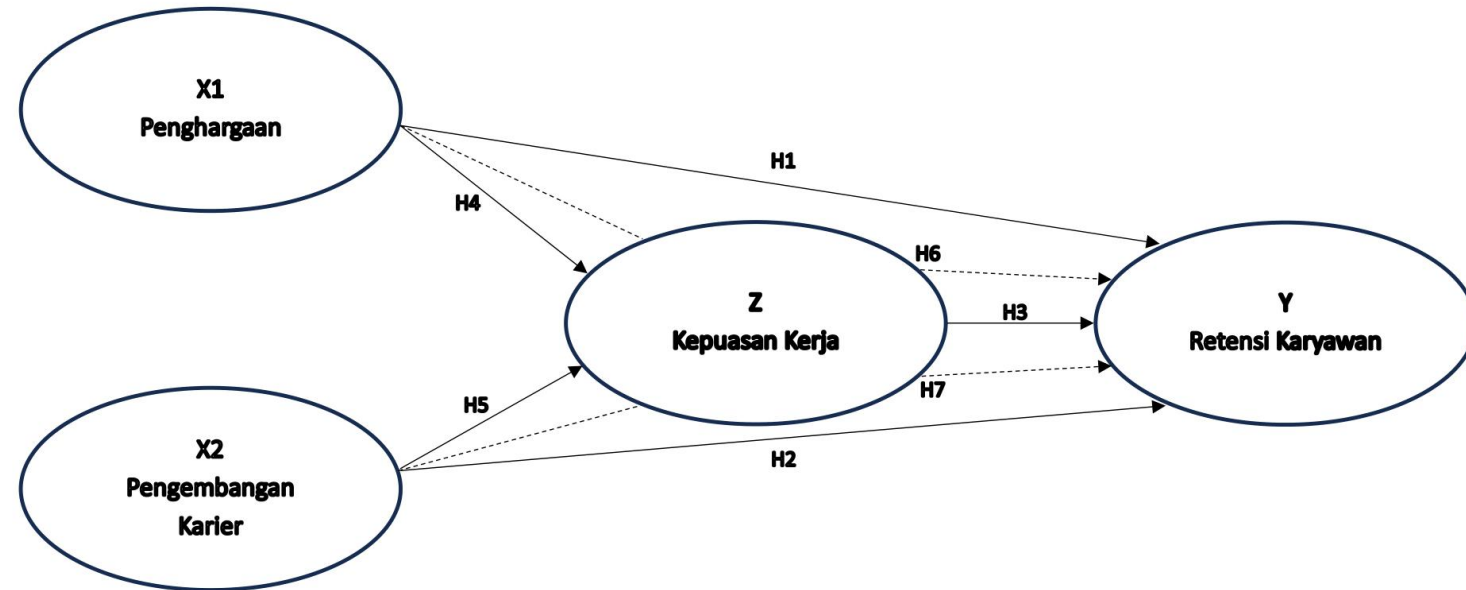 X1
Penghargaan
H1
H4
H6
Z
Kepuasan Kerja
H3
Y
Retensi Karyawan
H7
H5
H2
X2
Pengembangan
Karier